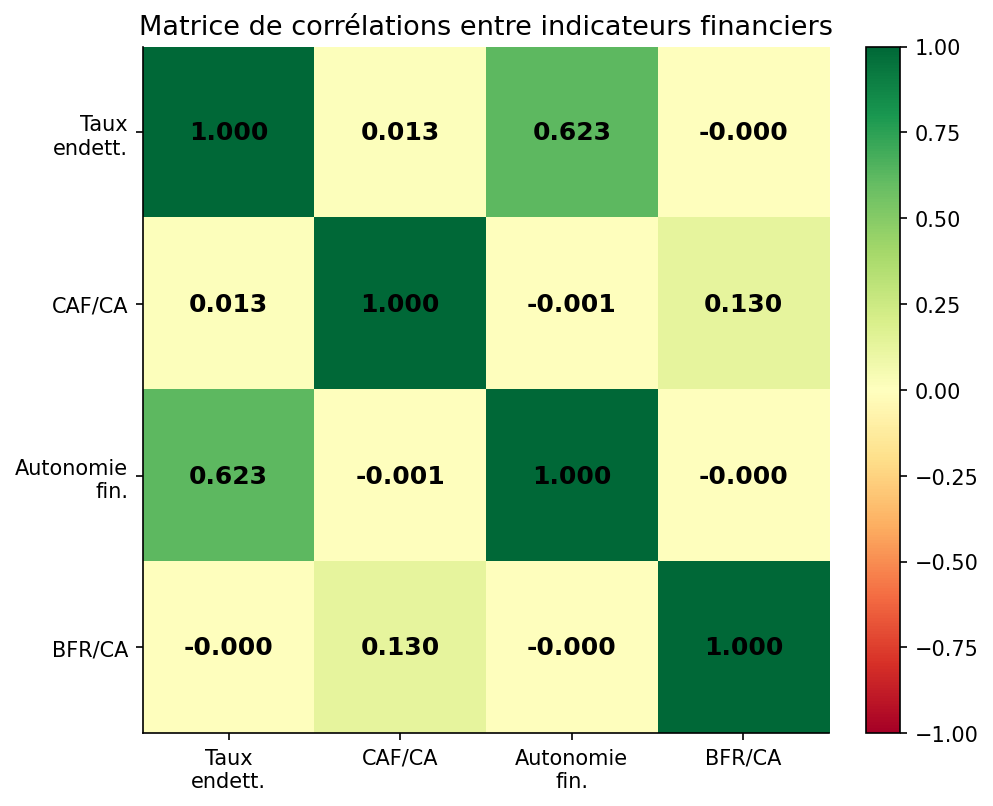 Matrice de corrélations entre indicateurs financiers
Taux
endett.
1.000 0.013 0.623 -0.000
CAF/CA
0.013 1.000 -0.001 0.130
Autonomie
fin.
0.623 -0.001 1.000 -0.000
BFR/CA
-0.000 0.130 -0.000 1.000
Taux
endett.
CAF/CA
Autonomie
fin.
BFR/CA
1.00
0.75
0.50
0.25
0.00
−0.25
−0.50
−0.75
−1.00